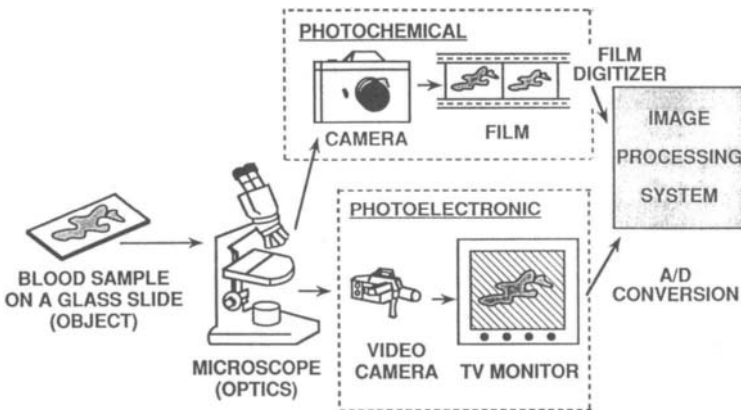 PHOTOCHEMICAL
CAMERA
FILM
FILM
DIGITIZER
IMAGE
PROCESSING
SYSTEM
BLOOD SAMPLE
ON A GLASS SLIDE
(OBJECT)
MICROSCOPE
(OPTICS)
PHOTOELECTRONIC
VIDEO
CAMERA
TV MONITOR
A/D
CONVERSION